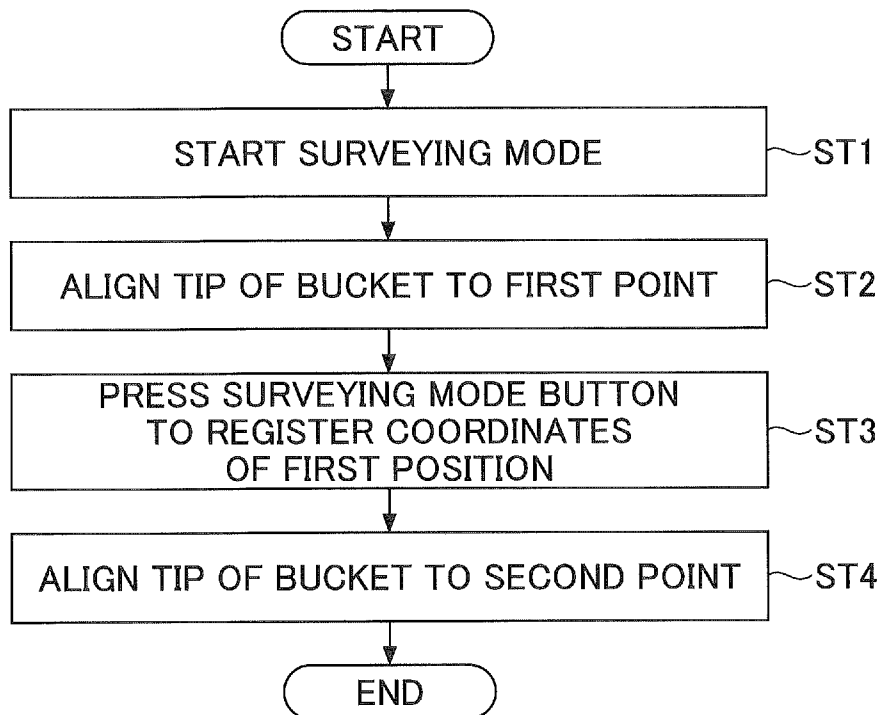 START
START SURVEYING MODE
ST1
ALIGN TIP OF BUCKET TO FIRST POINT
ST2
PRESS SURVEYING MODE BUTTON
TO REGISTER COORDINATES
OF FIRST POSITION
ST3
ALIGN TIP OF BUCKET TO SECOND POINT
ST4
END